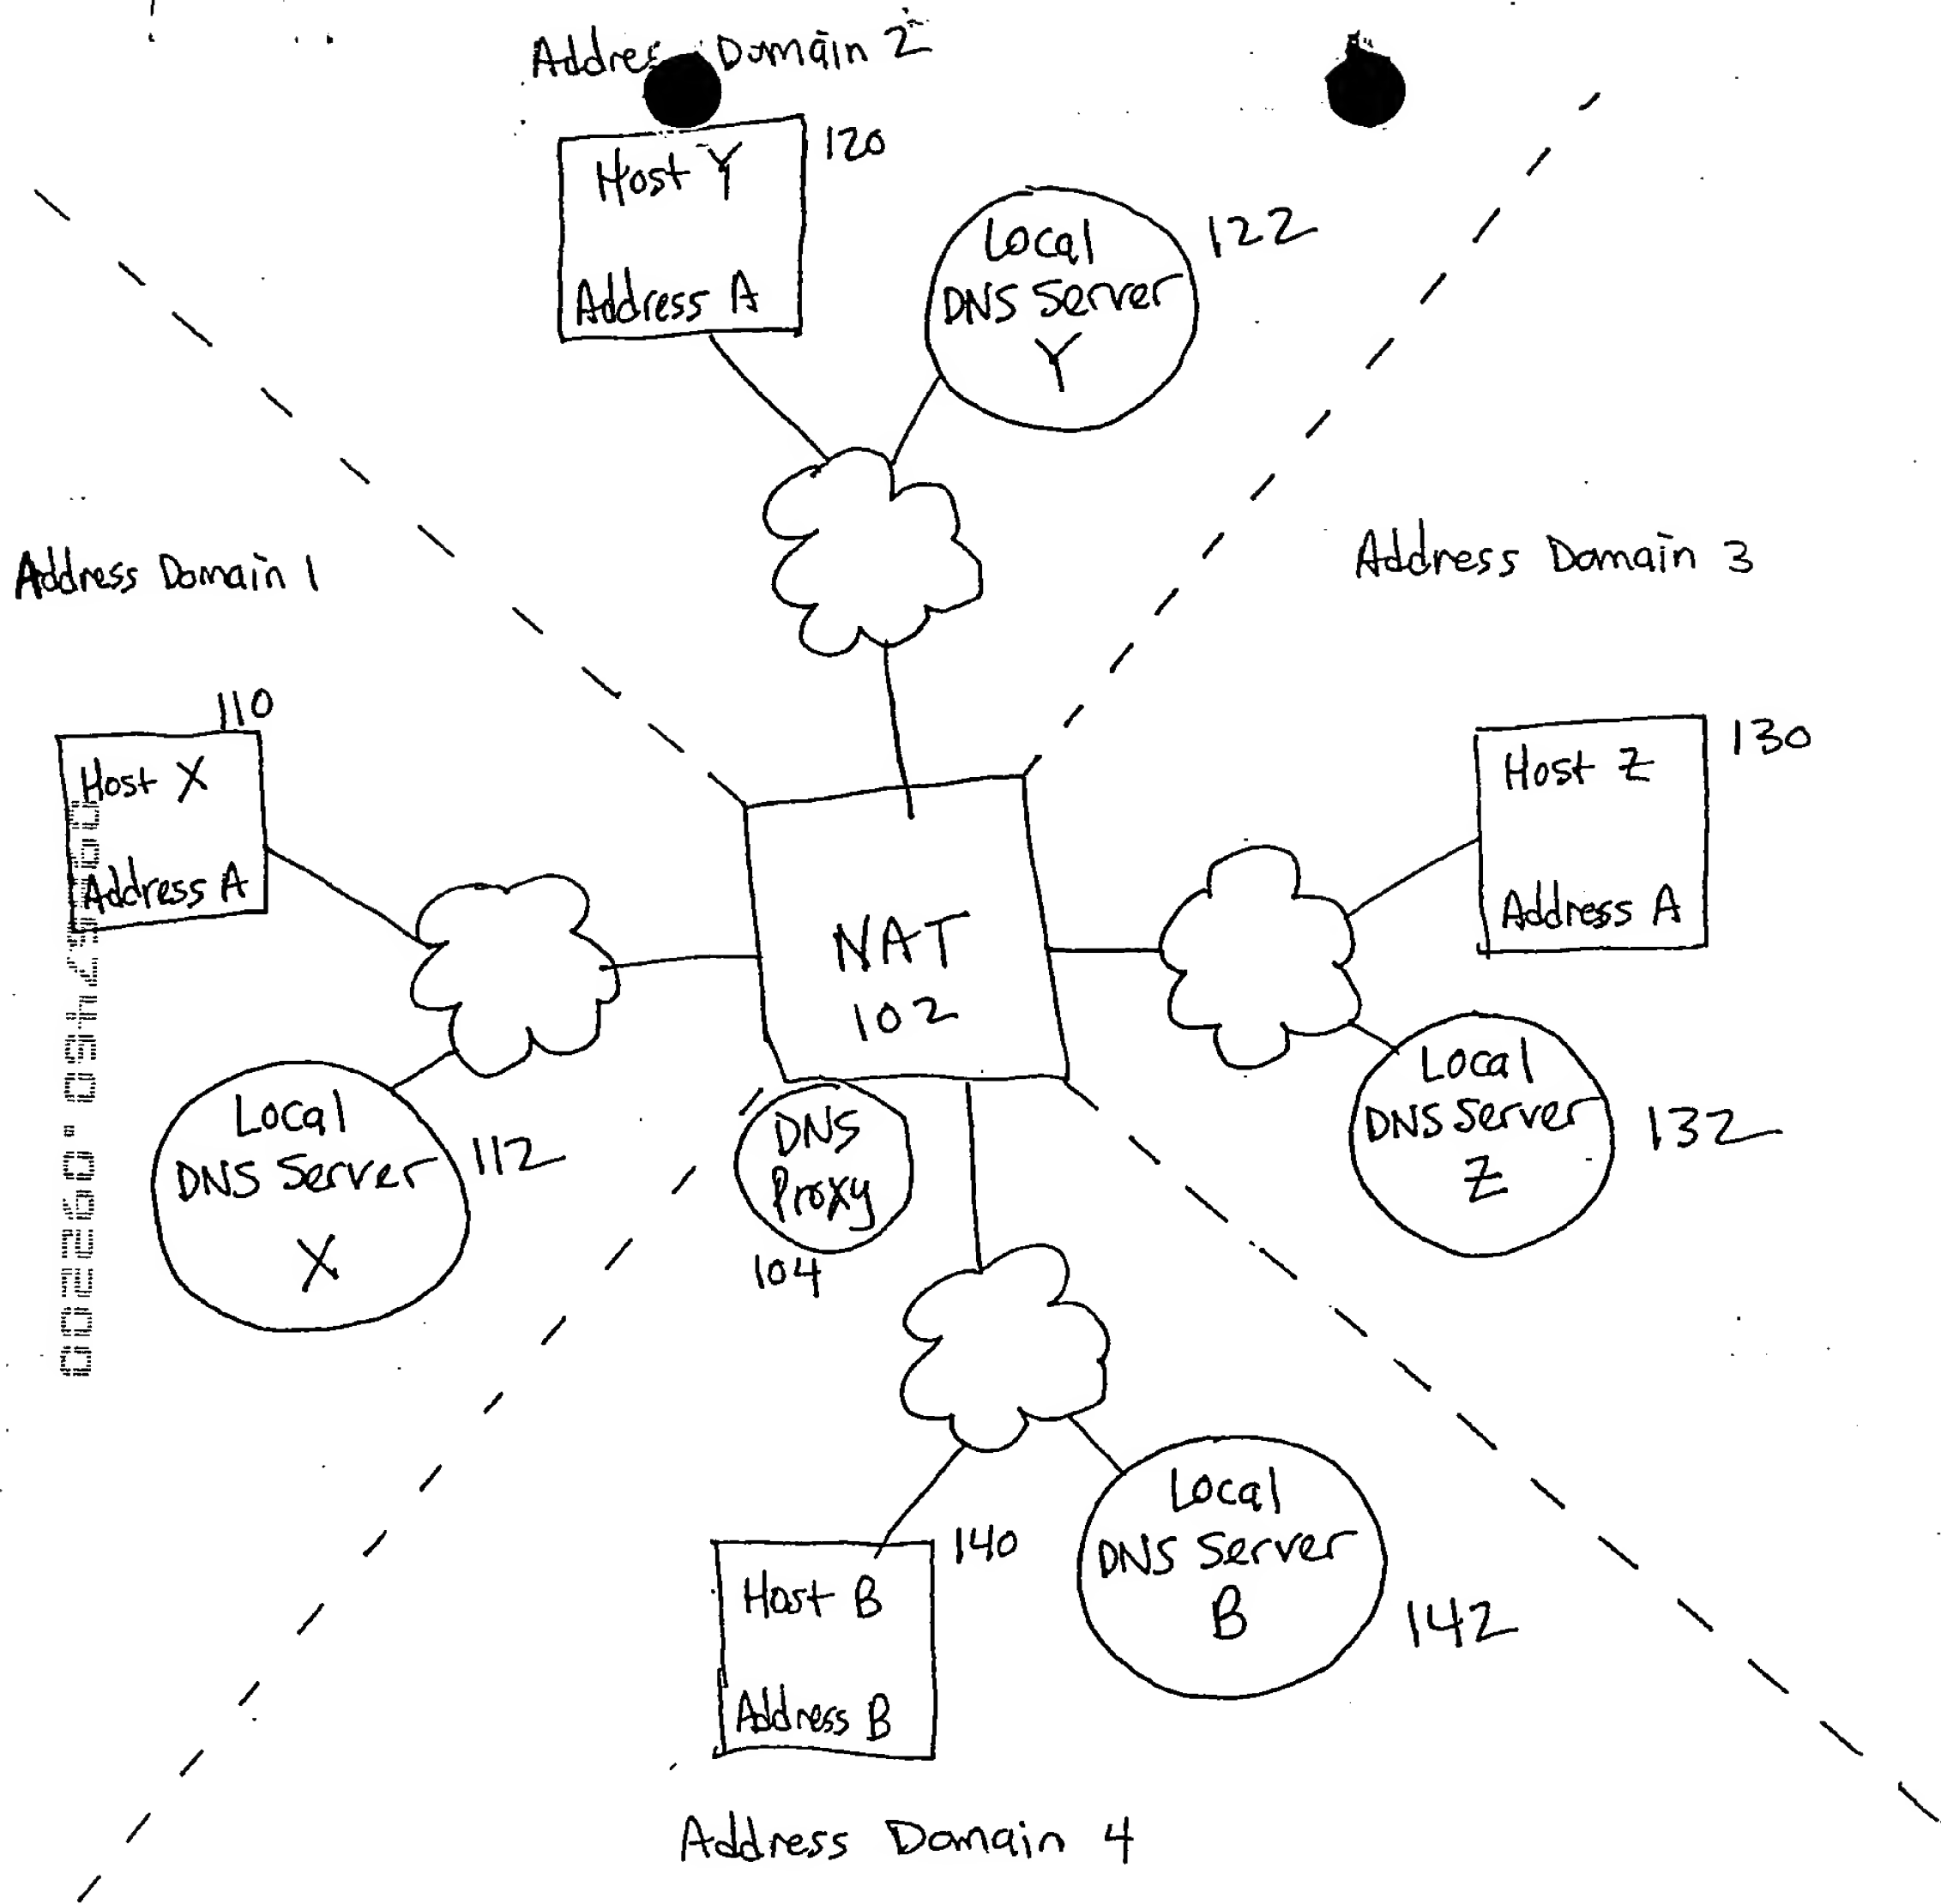 Address Domain 2
Host Y
Address A
120
Local
DNS Server
Y
122
Address Domain 1
Address Domain 3
110
Host X
Address A
Local
DNS Server
X
112
NAT
102
DNS
Proxy
104
Host Z
Address A
130
Local
DNS Server
Z
132
Host B
Address B
140
Local
DNS Server
B
142
Address Domain 4